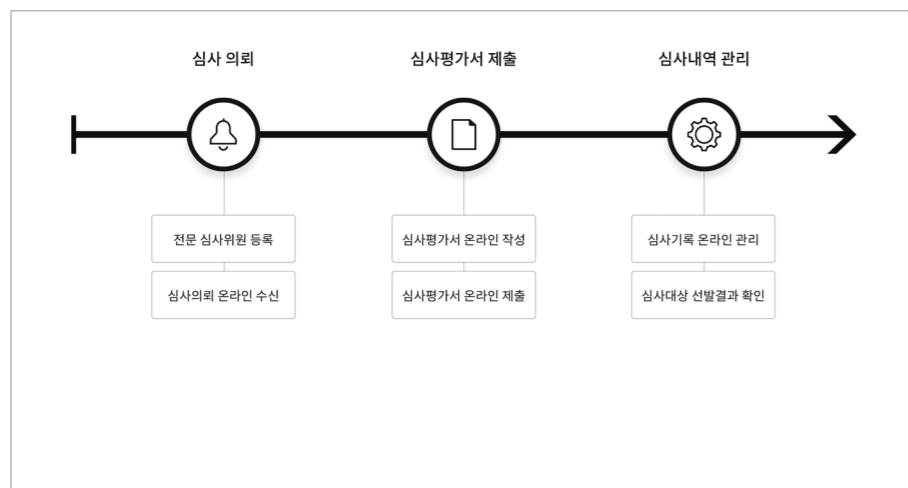 심사 의뢰
심사평가서 제출
심사내역 관리
전문 심사위원 등록
심사평가서 온라인 작성
심사기록 온라인 관리
심사의뢰 온라인 수신
심사평가서 온라인 제출
심사대상 선발결과 확인